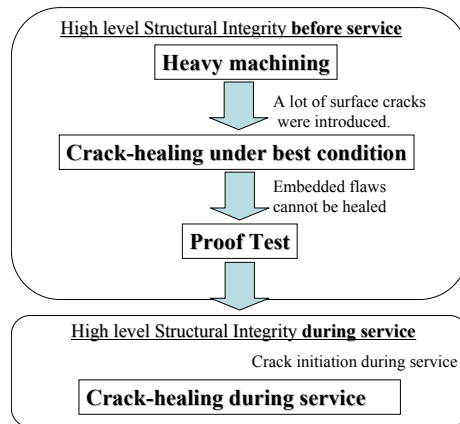 High level Structural Integrity before service
Heavy machining
A lot of surface cracks
were introduced.
Crack-healing under best condition
Embedded flaws
cannot be healed
Proof Test
High level Structural Integrity during service
Crack initiation during service
Crack-healing during service